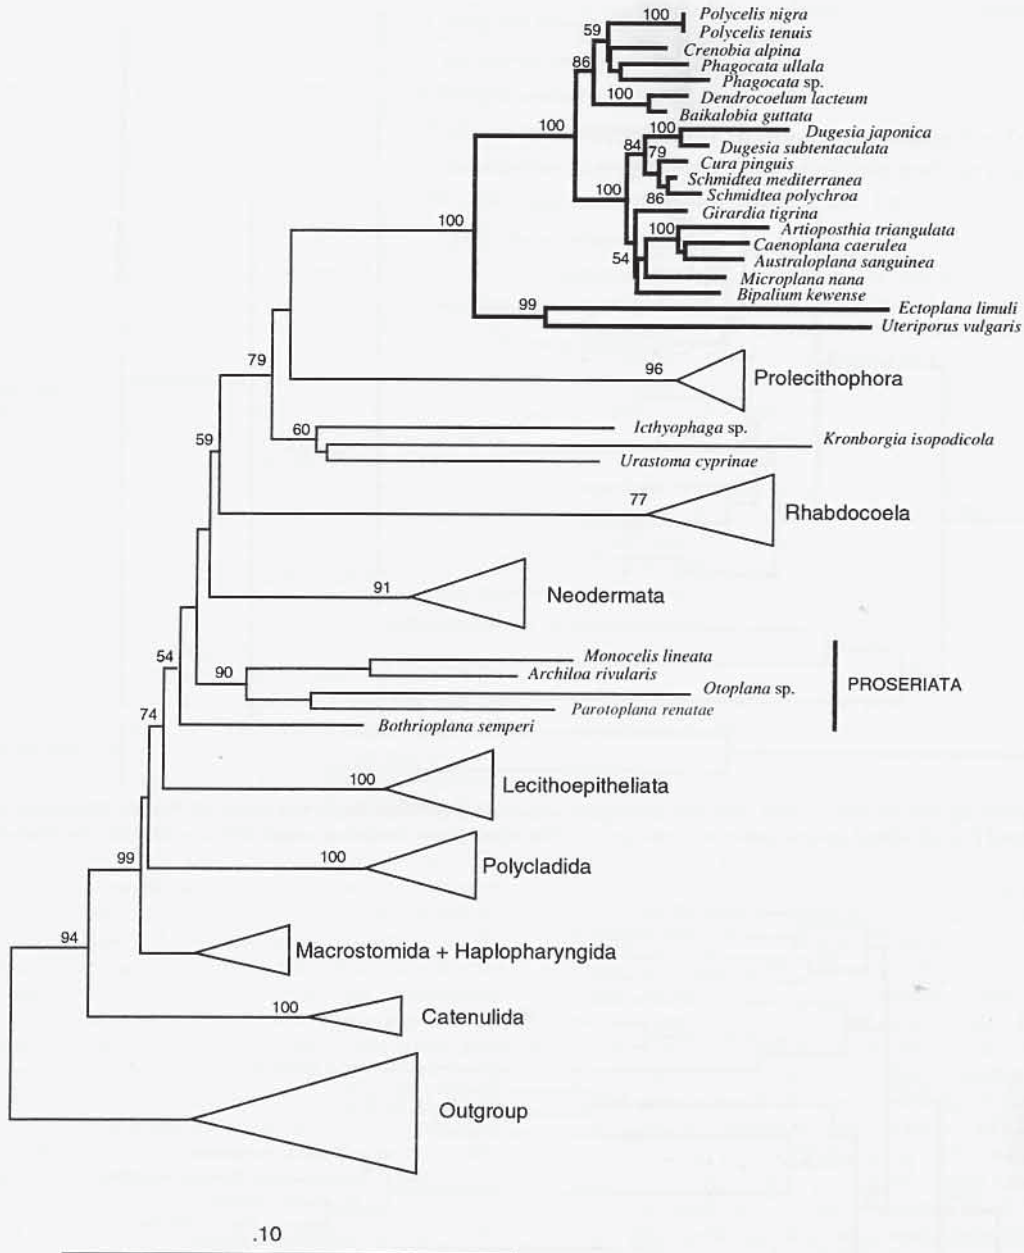 100
Polycelis nigra
59
Polycelis tenuis
Crenobia alpina
86
Phagocata ullala
Phagocata sp.
100
Dendrocoelum lacteum
Baikalobia guttata
100
100
Dugesia japonica
84
Dugesia subtentaculata
79
Cura pinguis
Schmidtea mediterranea
100
86
Schmidtea polychroa
Girardia tigrina
100
100
Artioposthia triangulata
Caenoplana caerulea
54
Australoplana sanguinea
Microplana nana
Bipalium kewense
99
Ectoplana limuli
Uteriporus vulgaris
79
96
Prolecithophora
60
Icthyophaga sp.
59
Kronborgia isopodicola
Urastoma cyprinae
77
Rhabdocoela
91
Neodermata
54
Monocelis lineata
90
Archiloa rivularis
Otoplana sp.
PROSERIATA
Parotoplana renatae
74
Bothrioplana semperi
100
Lecithoepitheliata
99
100
Polycladida
94
Macrostomida + Haplopharyngida
100
Catenulida
Outgroup
.10